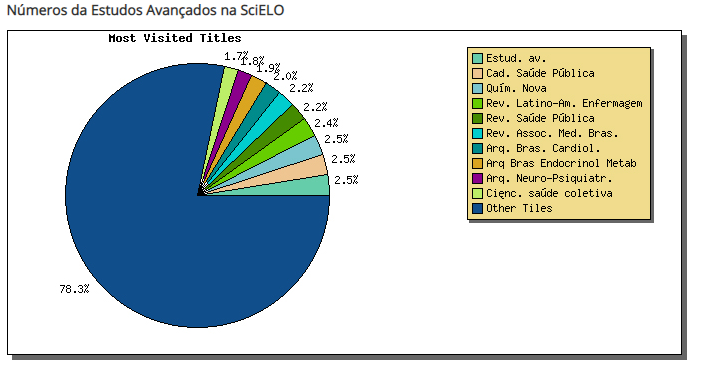 Números da Estudos Avançados na SciELO
Most Visited Titles
1.7%
1.8%
1.9%
2.0%
2.2%
2.2%
2.4%
2.5%
2.5%
2.5%
78.3%
Estud. av.
Cad. Saúde Pública
Quím. Nova
Rev. Latino-Am. Enfermagem
Rev. Saúde Pública
Rev. Assoc. Med. Bras.
Arq. Bras. Cardiol.
Arq Bras Endocrinol Metab
Arq. Neuro-Psiquiatr.
Cięnc. saúde coletiva
Other Tiles